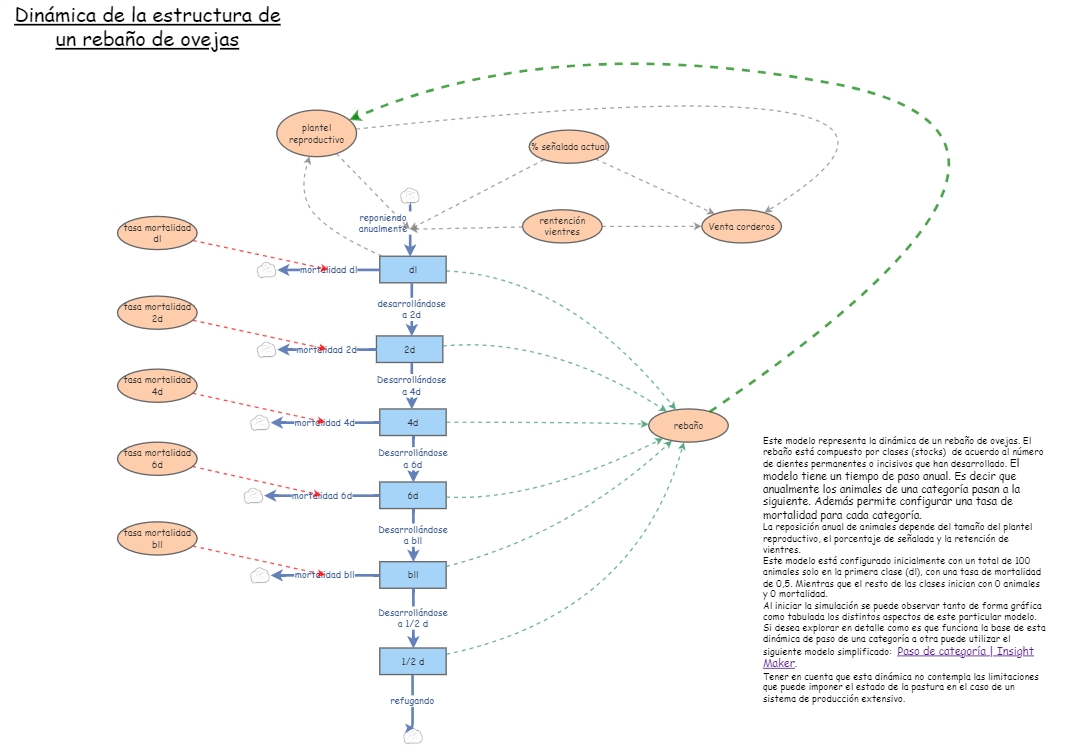 Dinámica de la estructura de
un rebaño de ovejas
plantel
reproductivo
% señalada actual
reponiendo
anualmente
rentención
vientres
Venta corderos
tasa mortalidad
dl
mortalidad dl
dl
desarrollándose
a 2d
tasa mortalidad
2d
mortalidad 2d
2d
Desarrollándose
a 4d
tasa mortalidad
4d
mortalidad 4d
4d
rebaño
Desarrollándose
a 6d
tasa mortalidad
6d
mortalidad 6d
6d
Desarrollándose
a bll
tasa mortalidad
bll
mortalidad bll
bll
Desarrollándose
a 1/2 d
1/2 d
refugando
Este modelo representa la dinámica de un rebaño de ovejas. El
rebaño está compuesto por clases (stocks) de acuerdo al número
de dientes permanentes o incisivos que han desarrollado. El
modelo tiene un tiempo de paso anual. Es decir que
anualmente los animales de una categoría pasan a la
siguiente. Además permite configurar una tasa de
mortalidad para cada categoría.
La reposición anual de animales depende del tamaño del plantel
reproductivo, el porcentaje de señalada y la retención de
vientres.
Este modelo está configurado inicialmente con un total de 100
animales solo en la primera clase (dl), con una tasa de mortalidad
de 0,5. Mientras que el resto de las clases inician con 0 animales
y 0 mortalidad.
Al iniciar la simulación se puede observar tanto de forma gráfica
como tabulada los distintos aspectos de este particular modelo.
Si desea explorar en detalle como es que funciona la base de esta
dinámica de paso de una categoría a otra puede utilizar el
siguiente modelo simplificado: Paso de categoría | Insight
Maker.
Tener en cuenta que esta dinámica no contempla las limitaciones
que puede imponer el estado de la pastura en el caso de un
sistema de producción extensivo.